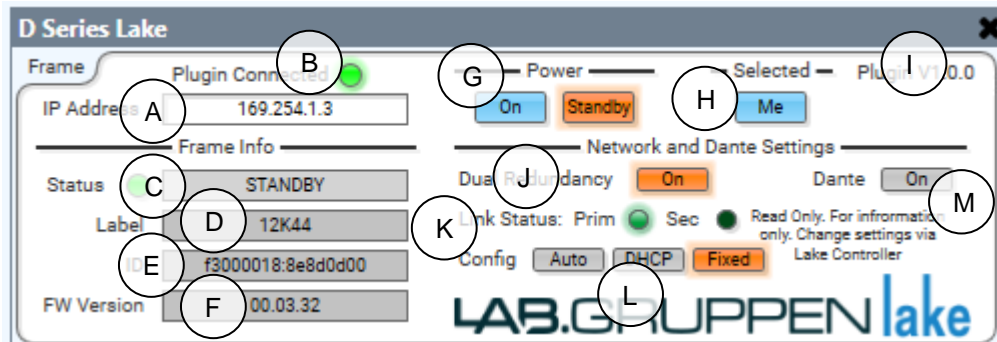 D Series Lake
Frame
Plugin Connected B
IP Address A 169.254.1.3
Frame Info
Status C STANDBY
Label D 12K44
ID E f3000018:8e8d0d00
FW Version F 00.03.32
G Power
On Standby
H Selected
Me
I Plugin V1.0.0
Network and Dante Settings
Dual Redundancy J On Dante On M
K Link Status: Prim Sec
Read Only. For infrormation
only. Change settings via
Lake Controller
Config Auto DHCP Fixed
L
LAB.GRUPPEN lake